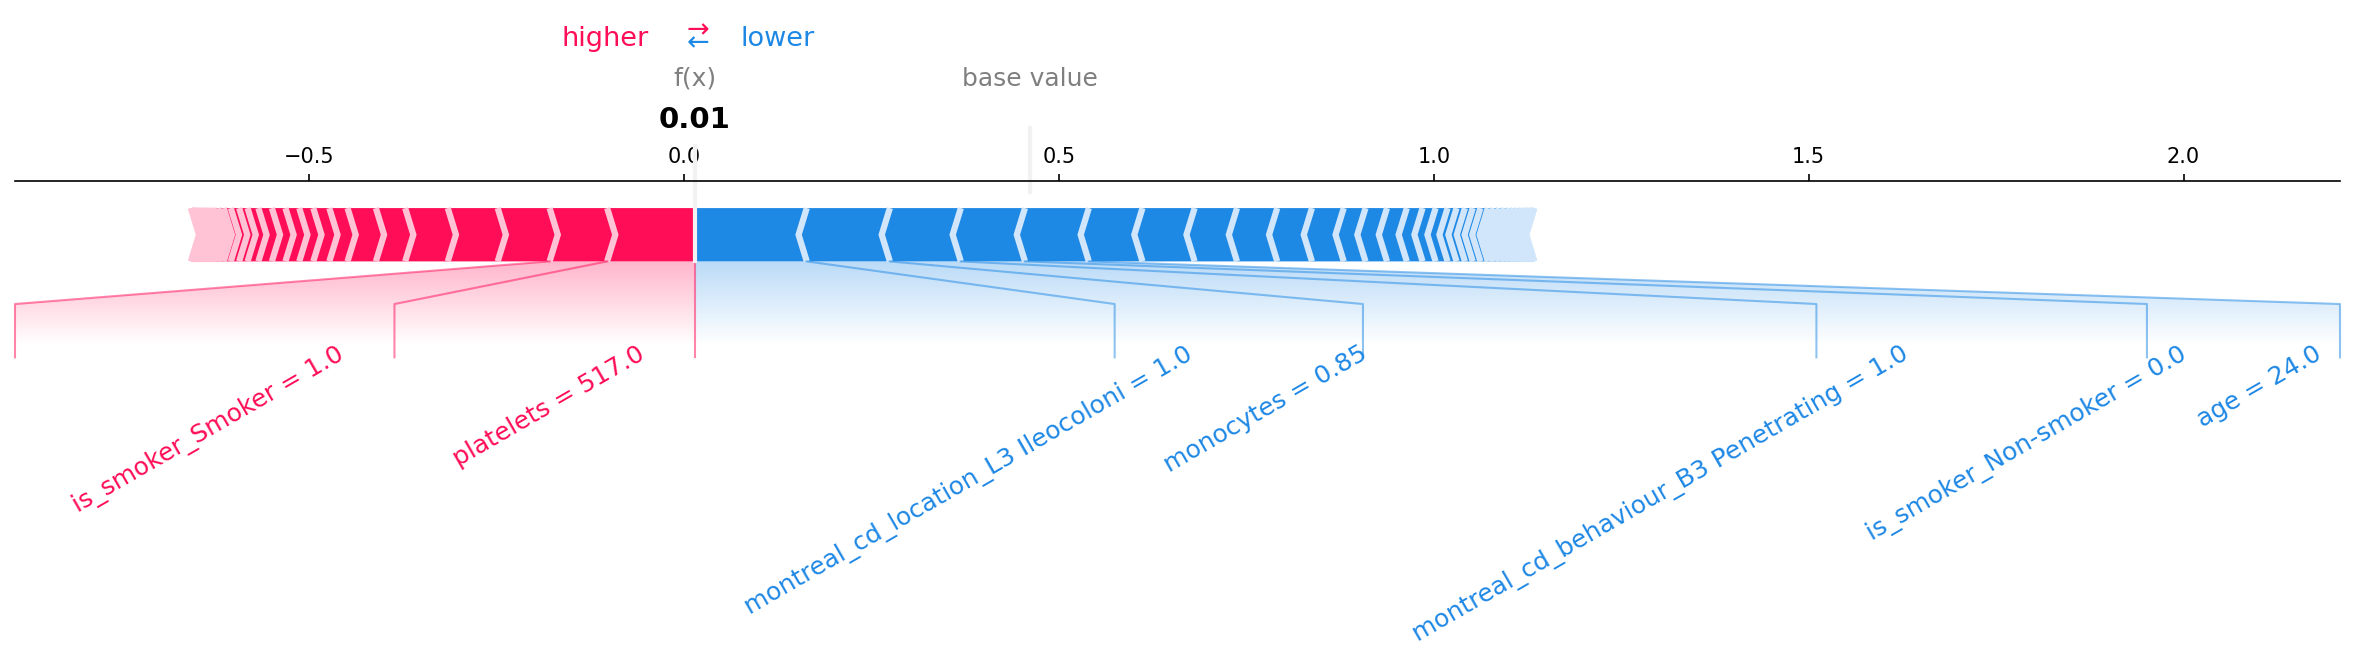 higher ⇄ lower
f(x) base value
0.01
−0.5 0.0 0.5 1.0 1.5 2.0
is_smoker_Smoker = 1.0
platelets = 517.0
montreal_cd_location_L3 Ileocoloni = 1.0
monocytes = 0.85
montreal_cd_behaviour_B3 Penetrating = 1.0
is_smoker_Non-smoker = 0.0
age = 24.0